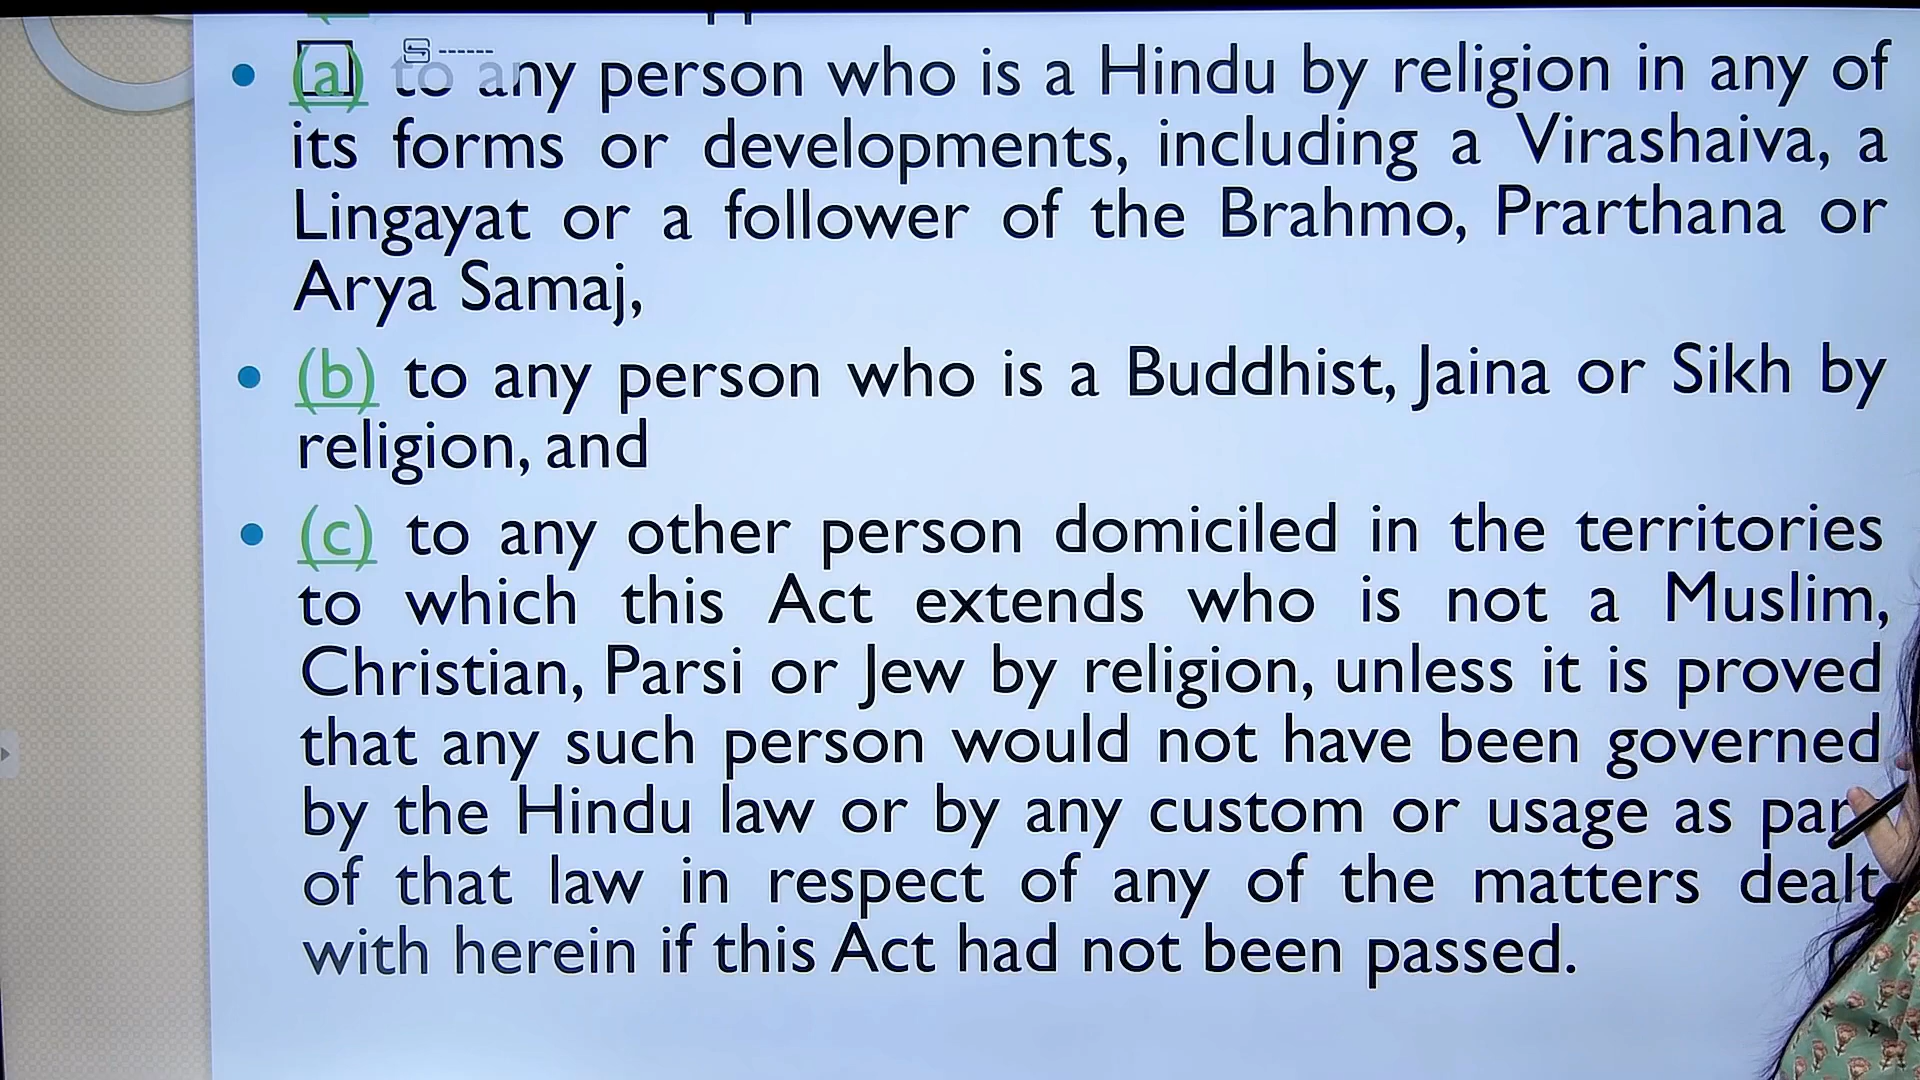 (a) to any person who is a Hindu by religion in any of
its forms or developments, including a Virashaiva, a
Lingayat or a follower of the Brahmo, Prarthana or
Arya Samaj,
(b) to any person who is a Buddhist, Jaina or Sikh by
religion, and
(c) to any other person domiciled in the territories
to which this Act extends who is not a Muslim,
Christian, Parsi or Jew by religion, unless it is proved
that any such person would not have been governed
by the Hindu law or by any custom or usage as par
of that law in respect of any of the matters dealt
with herein if this Act had not been passed.